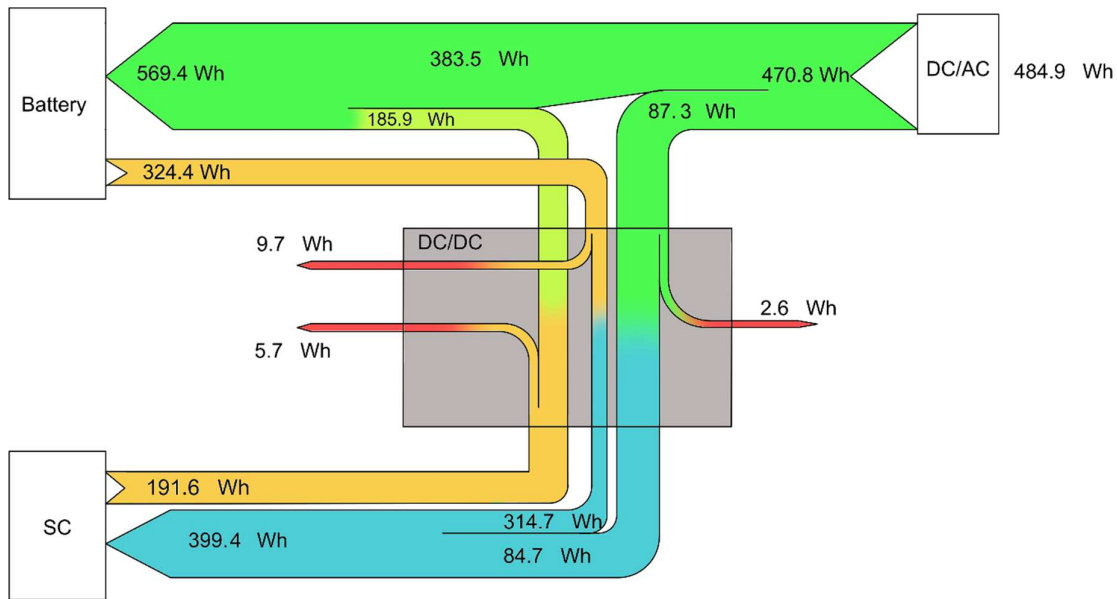 383.5 Wh
569.4 Wh
470.8 Wh
DC/AC
484.9 Wh
Battery
185.9 Wh
87.3 Wh
324.4 Wh
9.7 Wh
DC/DC
2.6 Wh
5.7 Wh
191.6 Wh
314.7 Wh
SC
399.4 Wh
84.7 Wh